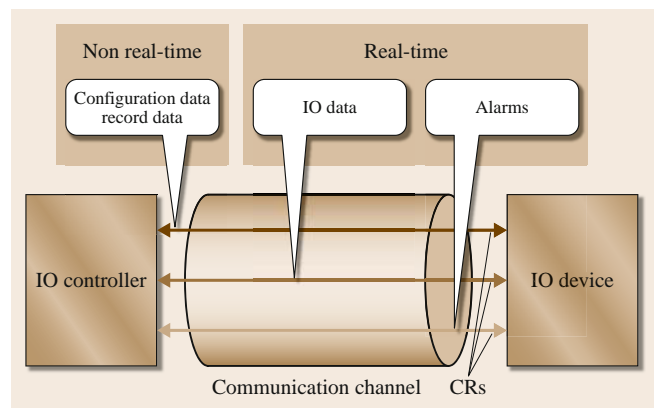 Non real-time
Real-time
Configuration data
record data
IO data
Alarms
IO controller
IO device
Communication channel
CRs